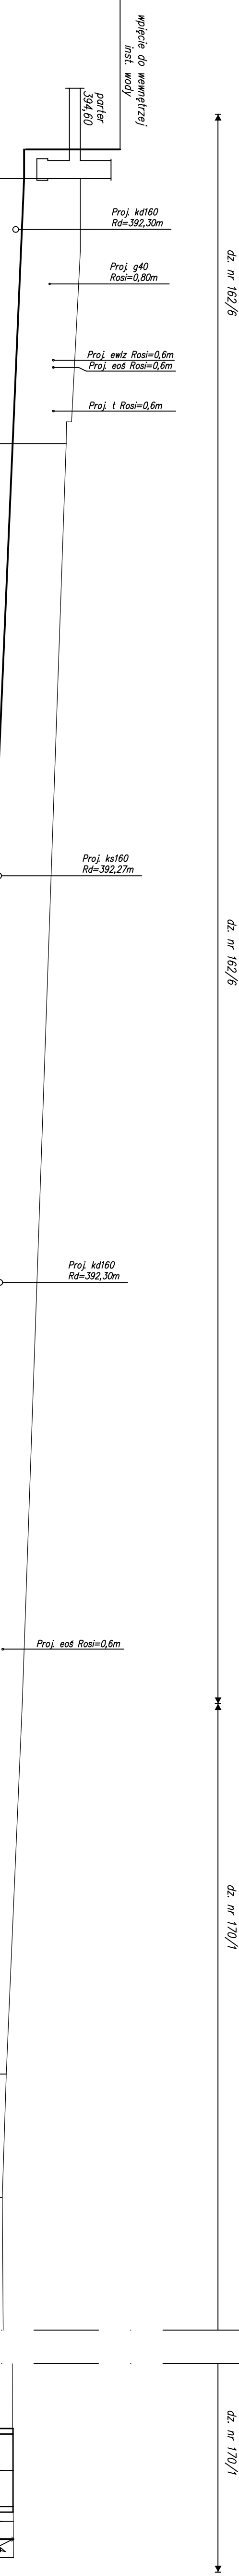 wpięcie do wewnętrzej
inst. wody
parter
394,60
dz. nr 162/6
Proj. kd160
Rd=392,30m
Proj. g40
Rosi=0,80m
Proj. ewlz Rosi=0,6m
Proj. eoś Rosi=0,6m
Proj. t Rosi=0,6m
Proj. ks160
Rd=392,27m
dz. nr 162/6
Proj. kd160
Rd=392,30m
Proj. eoś Rosi=0,6m
dz. nr 170/1
dz. nr 170/1